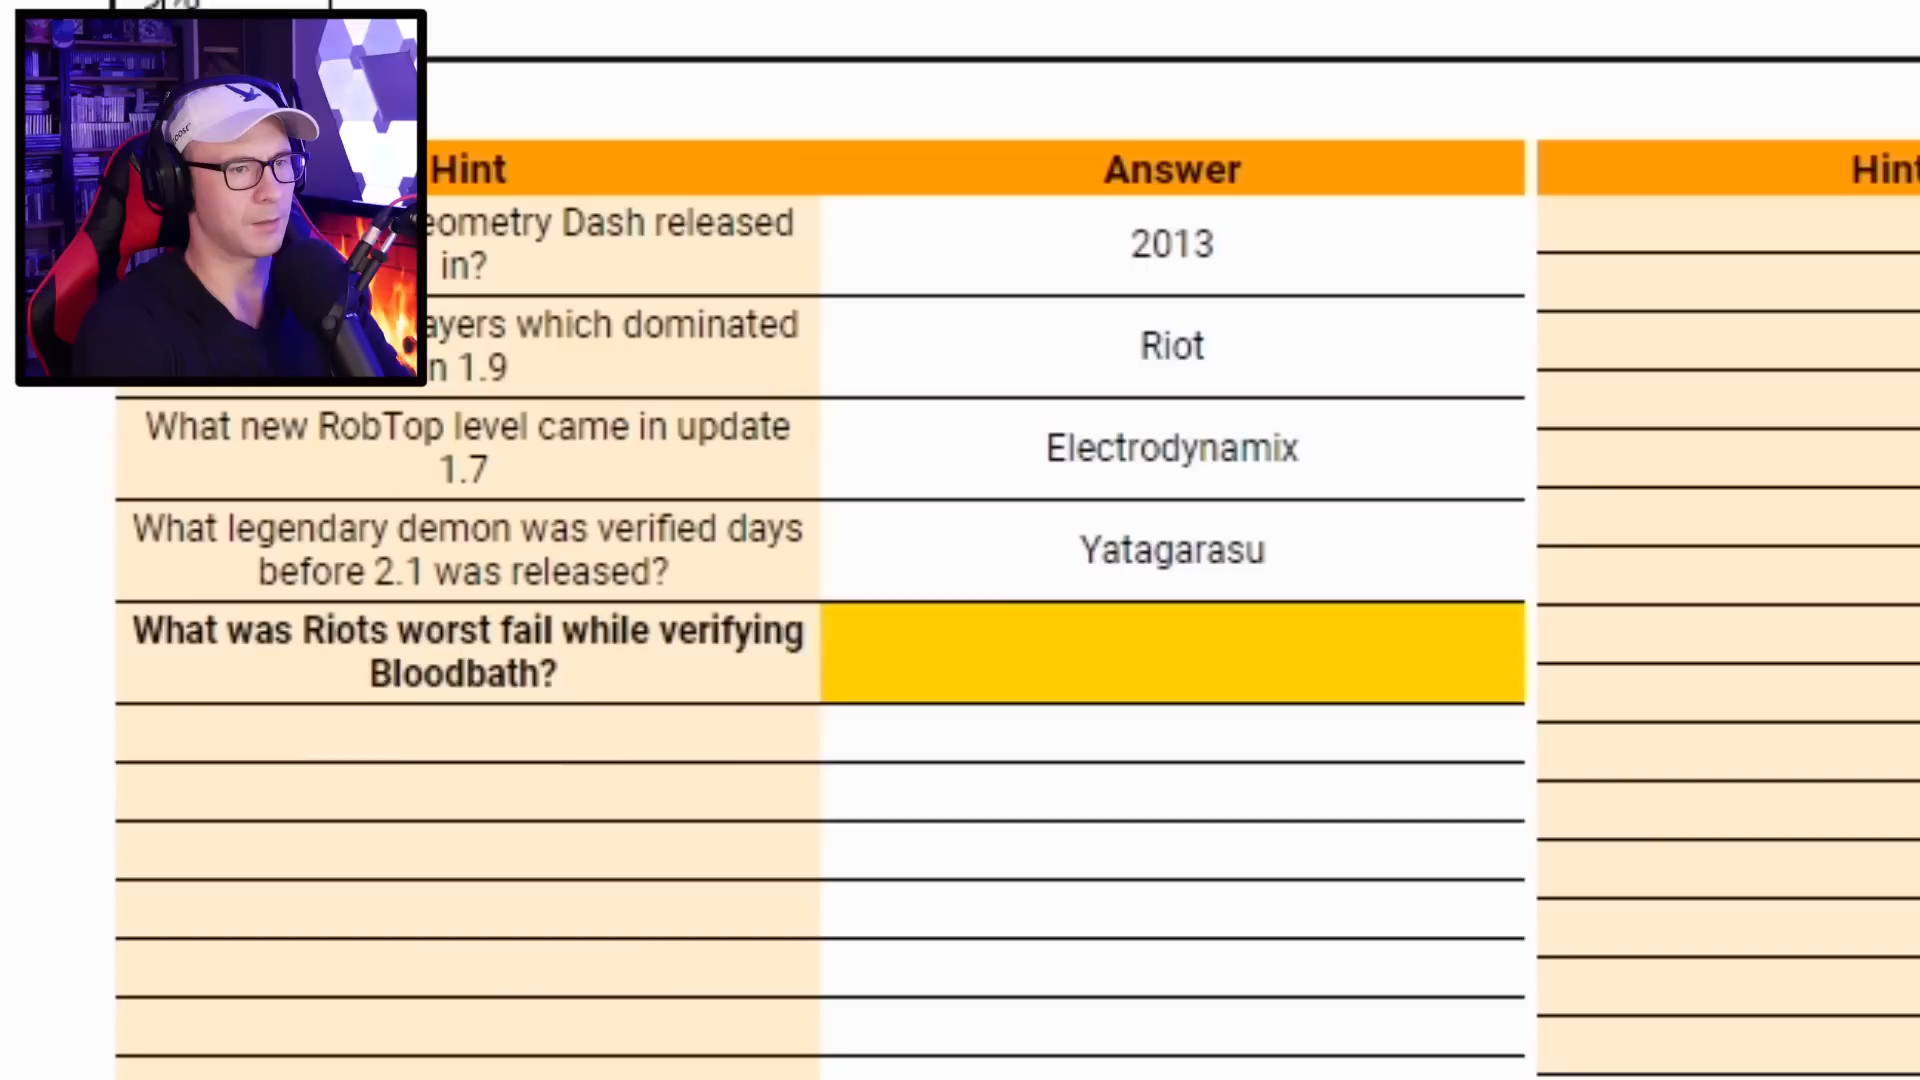 Hint
Answer
Hint
eometry Dash released
in?
2013
ayers which dominated
n 1.9
Riot
What new RobTop level came in update
1.7
Electrodynamix
What legendary demon was verified days
before 2.1 was released?
Yatagarasu
What was Riots worst fail while verifying
Bloodbath?